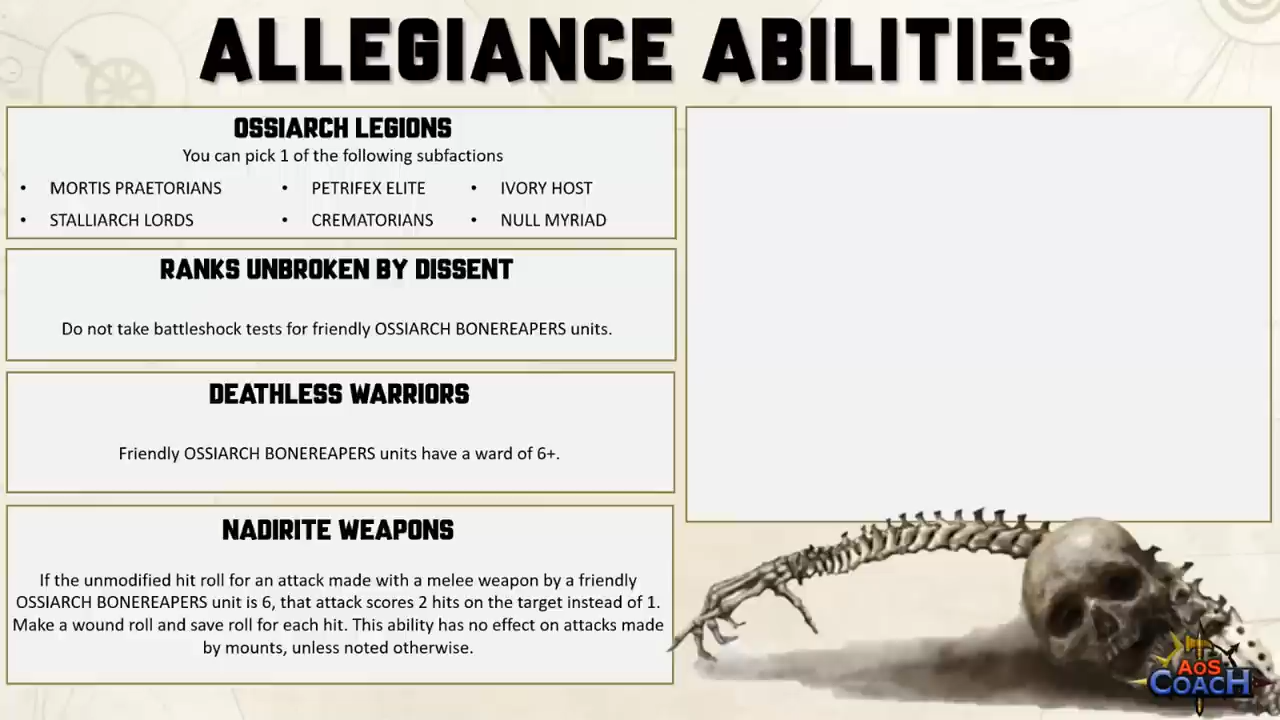 ALLEGIANCE ABILITIES
OSSIARCH LEGIONS
You can pick 1 of the following subfactions
• MORTIS PRAETORIANS • PETRIFEX ELITE • IVORY HOST
• STALLIARCH LORDS • CREMATORIANS • NULL MYRIAD
RANKS UNBROKEN BY DISSENT
Do not take battleshock tests for friendly OSSIARCH BONEREAPERS units.
DEATHLESS WARRIORS
Friendly OSSIARCH BONEREAPERS units have a ward of 6+.
NADIRITE WEAPONS
If the unmodified hit roll for an attack made with a melee weapon by a friendly
OSSIARCH BONEREAPERS unit is 6, that attack scores 2 hits on the target instead of 1.
Make a wound roll and save roll for each hit. This ability has no effect on attacks made
by mounts, unless noted otherwise.
AoS
COACH